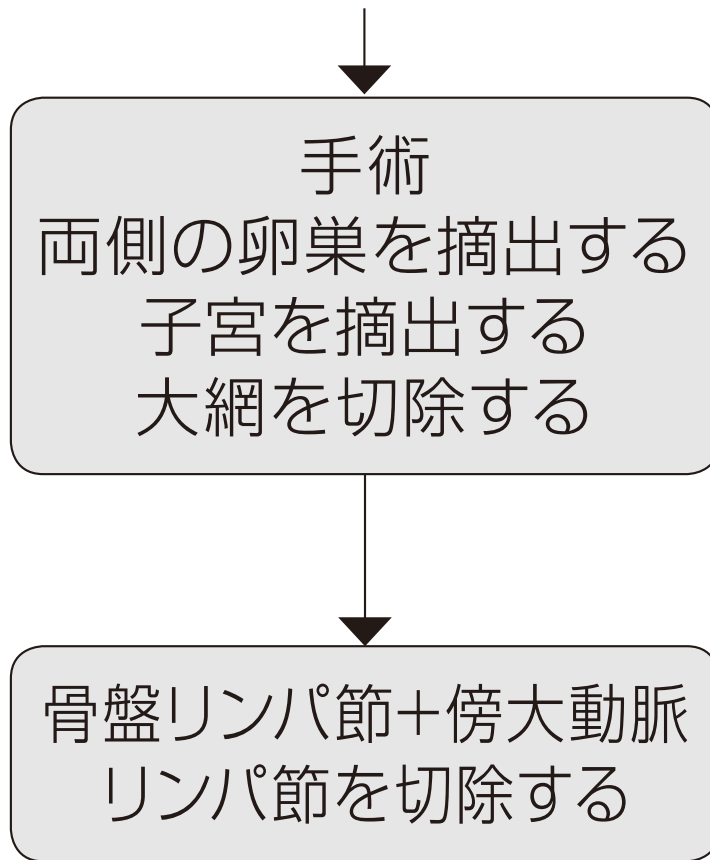 手術
両側の卵巣を摘出する
子宮を摘出する
大網を切除する
骨盤リンパ節+傍大動脈
リンパ節を切除する